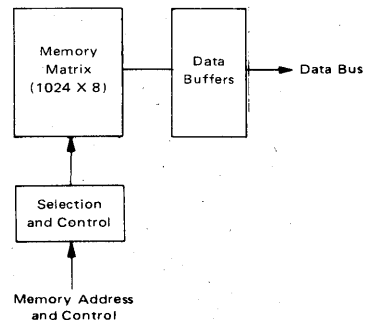 Memory
Matrix
(1024 X 8)
Data
Buffers
Data Bus
Selection
and Control
Memory Address
and Control